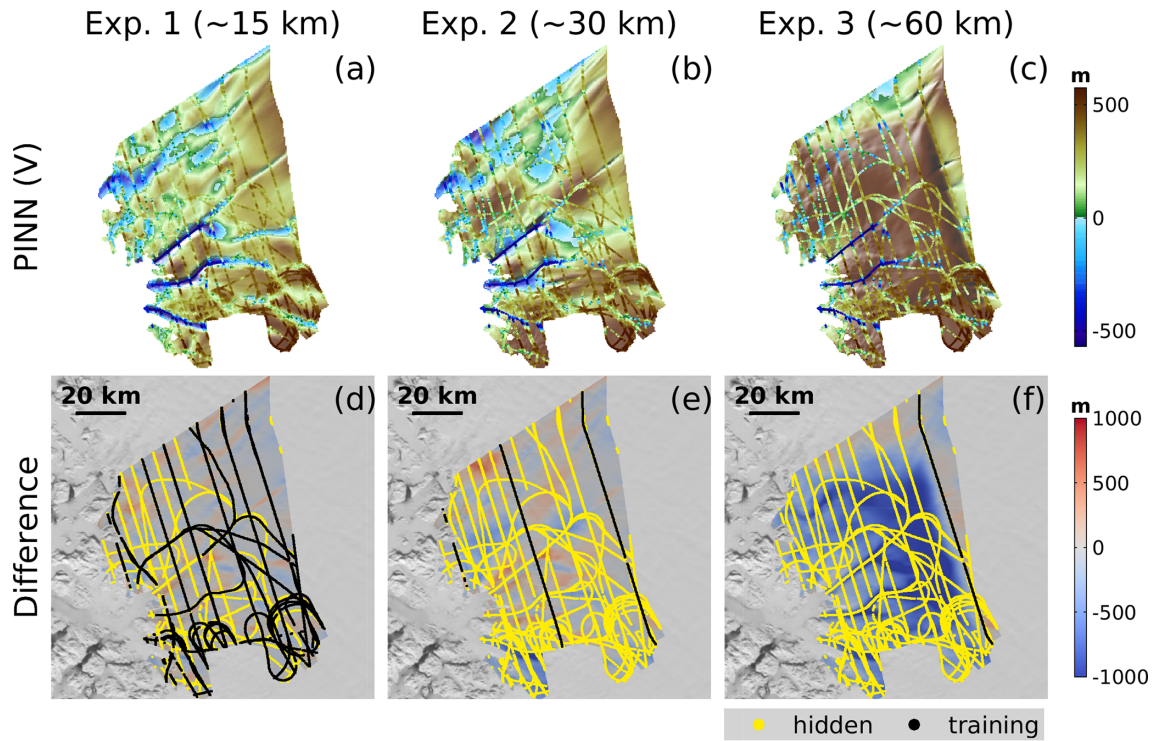 Exp. 1 (~15 km) Exp. 2 (~30 km) Exp. 3 (~60 km)
(a) (b) (c)
PINN (V)
m
500
0
-500
20 km (d) 20 km (e) 20 km (f)
Difference
m
1000
500
0
-500
-1000
hidden training